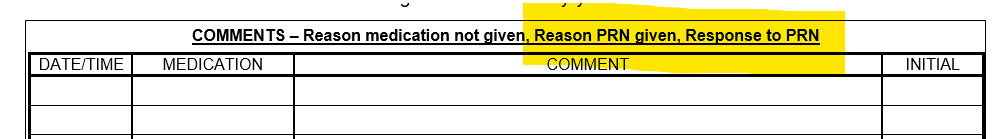 COMMENTS – Reason medication not given, Reason PRN given, Response to PRN
DATE/TIME MEDICATION COMMENT INITIAL